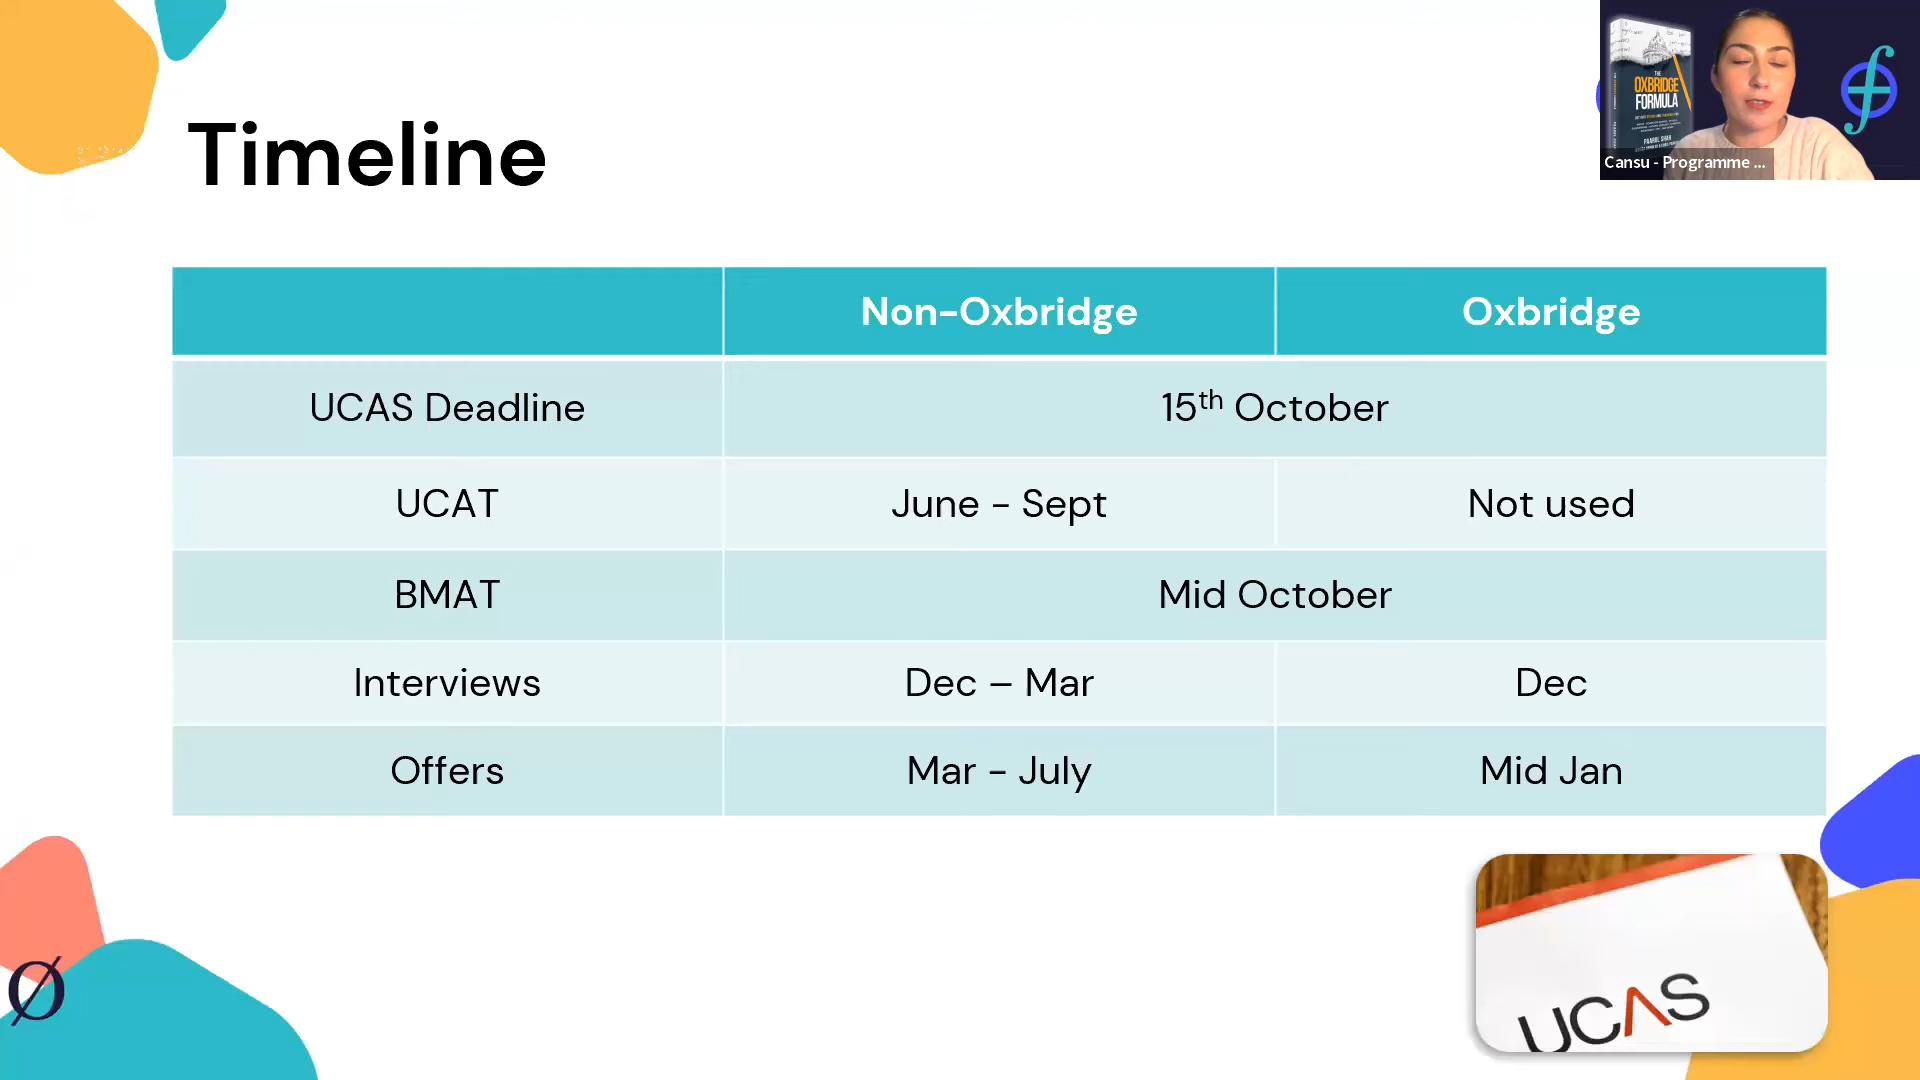 Timeline
THE
OXBRIDGE
FORMULA
Cansu - Programme ...
Non-Oxbridge
Oxbridge
UCAS Deadline
15th October
UCAT
June - Sept
Not used
BMAT
Mid October
Interviews
Dec – Mar
Dec
Offers
Mar - July
Mid Jan
UCAS